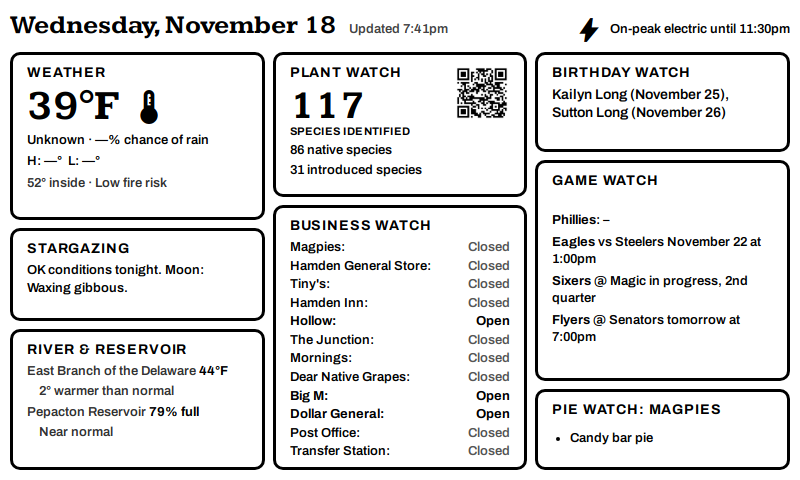 Wednesday, November 18 Updated 7:41pm
On-peak electric until 11:30pm
WEATHER
39°F
Unknown · —% chance of rain
H: —° L: —°
52° inside · Low fire risk
STARGAZING
OK conditions tonight. Moon:
Waxing gibbous.
RIVER & RESERVOIR
East Branch of the Delaware 44°F
2° warmer than normal
Pepacton Reservoir 79% full
Near normal
PLANT WATCH
117
SPECIES IDENTIFIED
86 native species
31 introduced species
BUSINESS WATCH
Magpies: Closed
Hamden General Store: Closed
Tiny's: Closed
Hamden Inn: Closed
Hollow: Open
The Junction: Closed
Mornings: Closed
Dear Native Grapes: Closed
Big M: Open
Dollar General: Open
Post Office: Closed
Transfer Station: Closed
BIRTHDAY WATCH
Kailyn Long (November 25),
Sutton Long (November 26)
GAME WATCH
Phillies: –
Eagles vs Steelers November 22 at
1:00pm
Sixers @ Magic in progress, 2nd
quarter
Flyers @ Senators tomorrow at
7:00pm
PIE WATCH: MAGPIES
• Candy bar pie